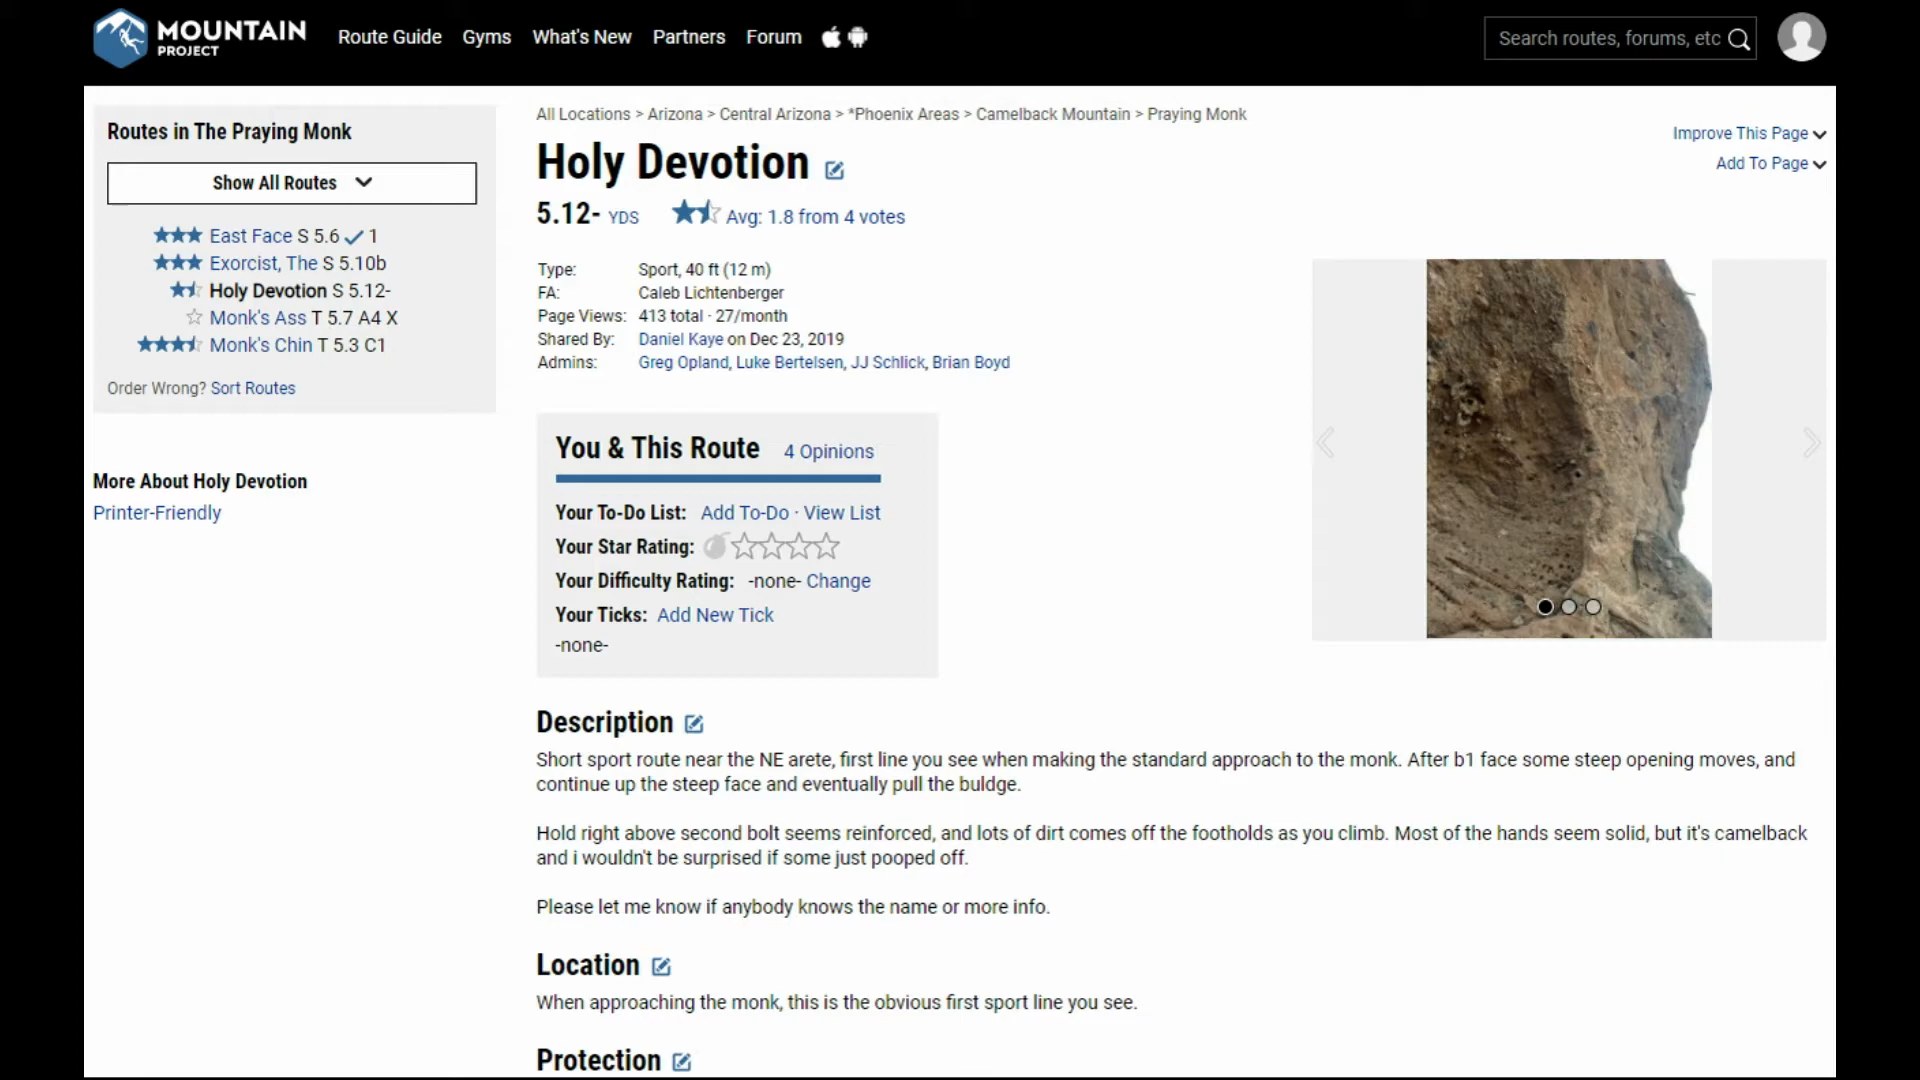 MOUNTAIN
PROJECT
Route Guide Gyms What's New Partners Forum
Search routes, forums, etc
Routes in The Praying Monk
Show All Routes
East Face S 5.6 1
Exorcist, The S 5.10b
Holy Devotion S 5.12-
Monk's Ass T 5.7 A4 X
Monk's Chin T 5.3 C1
Order Wrong? Sort Routes
More About Holy Devotion
Printer-Friendly
All Locations > Arizona > Central Arizona > *Phoenix Areas > Camelback Mountain > Praying Monk
Improve This Page
Add To Page
Holy Devotion
5.12- YDS Avg: 1.8 from 4 votes
Type: Sport, 40 ft (12 m)
FA: Caleb Lichtenberger
Page Views: 413 total · 27/month
Shared By: Daniel Kaye on Dec 23, 2019
Admins: Greg Opland, Luke Bertelsen, JJ Schlick, Brian Boyd
You & This Route 4 Opinions
Your To-Do List: Add To-Do · View List
Your Star Rating:
Your Difficulty Rating: -none- Change
Your Ticks: Add New Tick
-none-
Description
Short sport route near the NE arete, first line you see when making the standard approach to the monk. After b1 face some steep opening moves, and
continue up the steep face and eventually pull the buldge.
Hold right above second bolt seems reinforced, and lots of dirt comes off the footholds as you climb. Most of the hands seem solid, but it's camelback
and i wouldn't be surprised if some just pooped off.
Please let me know if anybody knows the name or more info.
Location
When approaching the monk, this is the obvious first sport line you see.
Protection